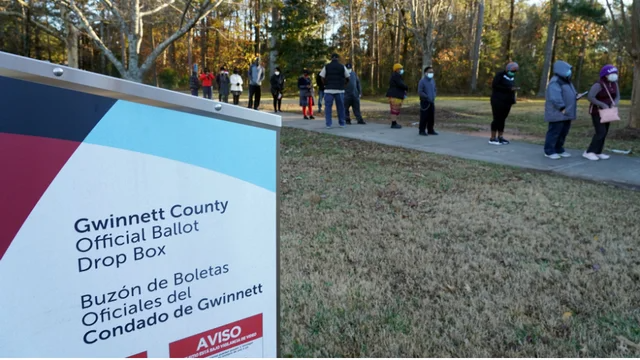 Gwinnett County
Official Ballot
Drop Box
Buzón de Boletas
Oficiales del
Condado de Gwinnett
AVISO